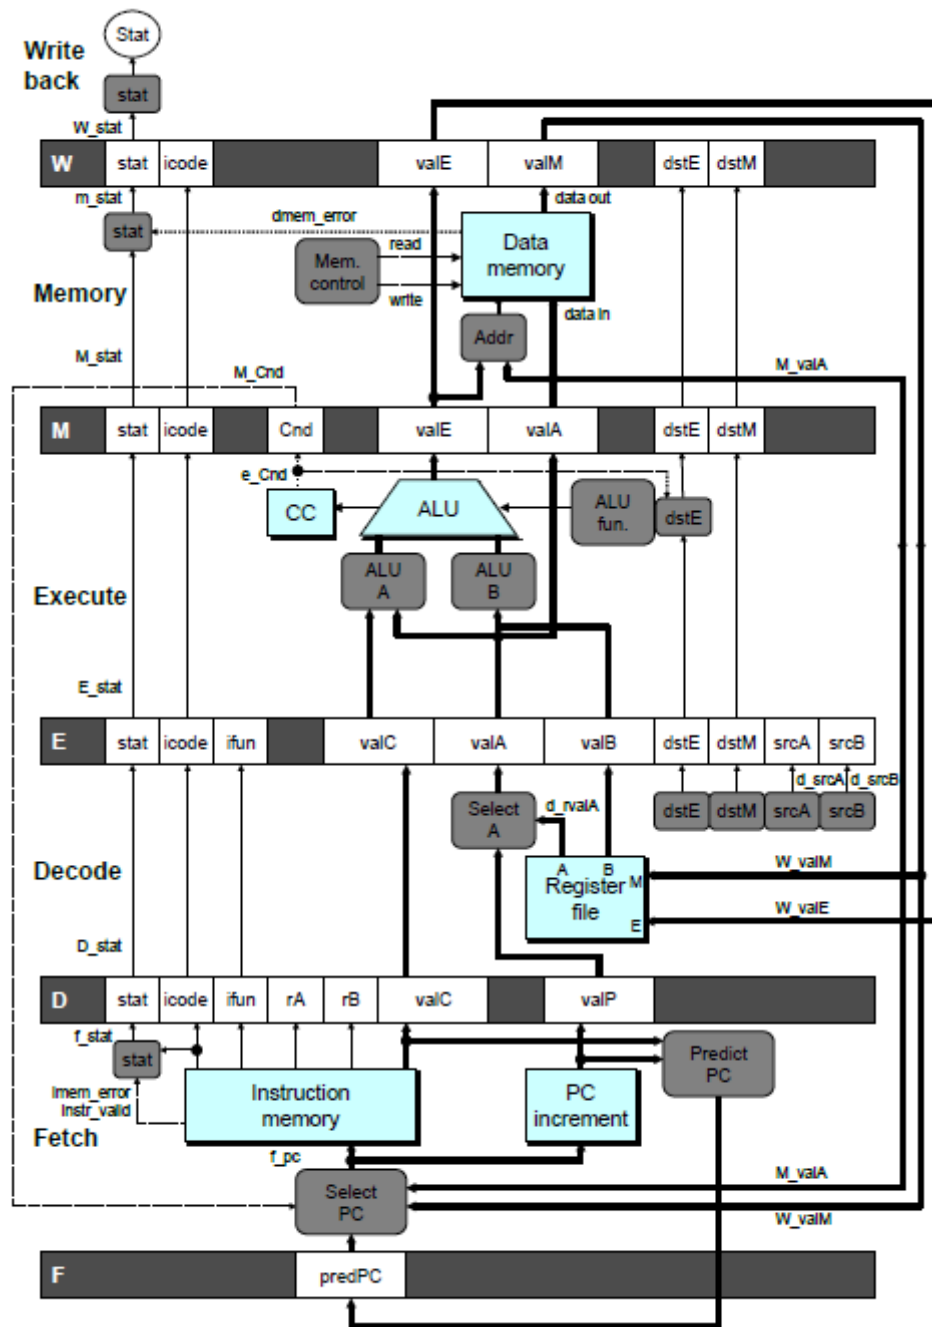 Stat
Write
back
stat
W_stat
W
stat
icode
valE
valM
dstE
dstM
m_stat
data out
dmem_error
stat
read
Mem.
control
Data
memory
write
Memory
data in
Addr
M_stat
M_Cnd
M_valA
M
stat
icode
Cnd
valE
valA
dstE
dstM
e_Cnd
CC
ALU
ALU
fun.
dstE
ALU
A
ALU
B
Execute
E_stat
E
stat
icode
ifun
valC
valA
valB
dstE
dstM
srcA
srcB
d_srcA
d_srcB
Select
A
d_rvalA
dstE
dstM
srcA
srcB
Decode
A
B
M
Register
file
E
W_valM
W_valE
D_stat
D
stat
icode
ifun
rA
rB
valC
valP
f_stat
stat
Predict
PC
Imem_error
Instr_valid
Instruction
memory
PC
increment
Fetch
f_pc
M_valA
Select
PC
W_valM
F
predPC